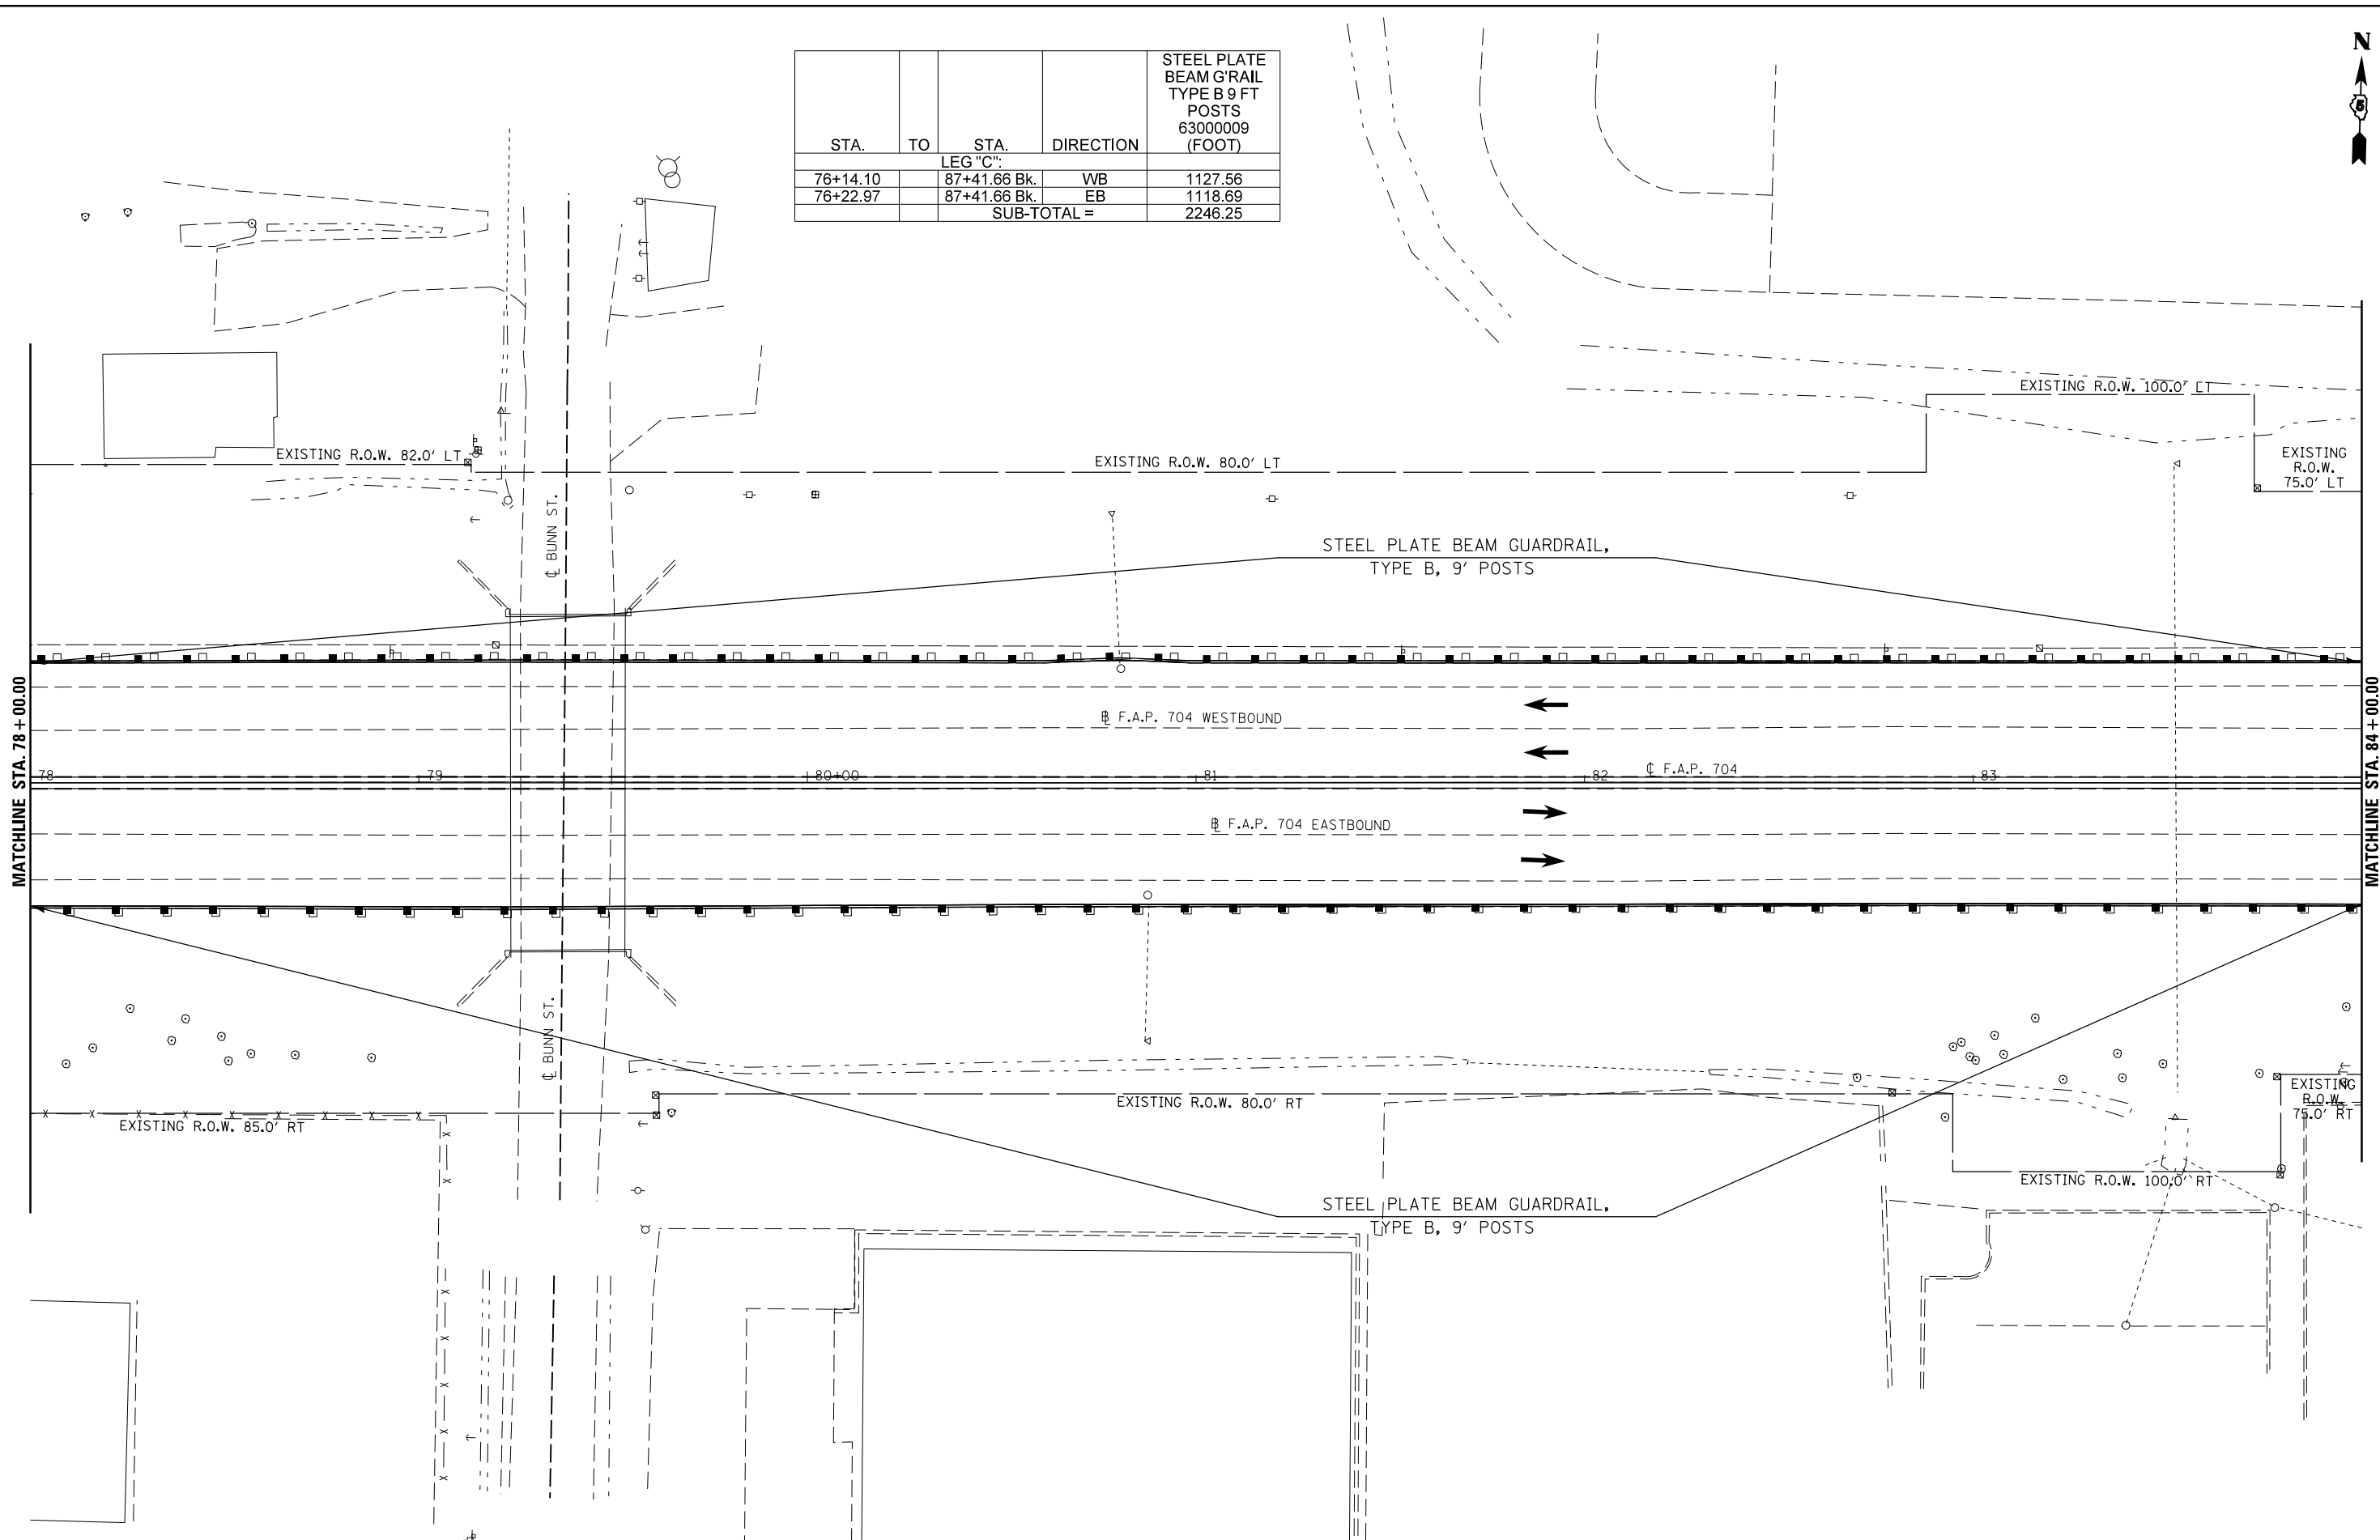 N
5
STEEL PLATE
BEAM G'RAIL
TYPE B 9 FT
POSTS
63000009
STA. TO STA. DIRECTION (FOOT)
LEG "C":
76+14.10 87+41.66 Bk. WB 1127.56
76+22.97 87+41.66 Bk. EB 1118.69
SUB-TOTAL = 2246.25
EXISTING R.O.W. 100.0' LT
EXISTING R.O.W. 82.0' LT
EXISTING R.O.W. 80.0' LT
EXISTING
R.O.W.
75.0' LT
℄ BUNN ST.
STEEL PLATE BEAM GUARDRAIL,
TYPE B, 9' POSTS
MATCHLINE STA. 78+00.00
MATCHLINE STA. 84+00.00
℔ F.A.P. 704 WESTBOUND
℄ F.A.P. 704
78 79 80+00 81 82 83
℔ F.A.P. 704 EASTBOUND
℄ BUNN ST.
EXISTING R.O.W. 85.0' RT
EXISTING R.O.W. 80.0' RT
EXISTING
R.O.W.
75.0' RT
EXISTING R.O.W. 100.0' RT
STEEL PLATE BEAM GUARDRAIL,
TYPE B, 9' POSTS